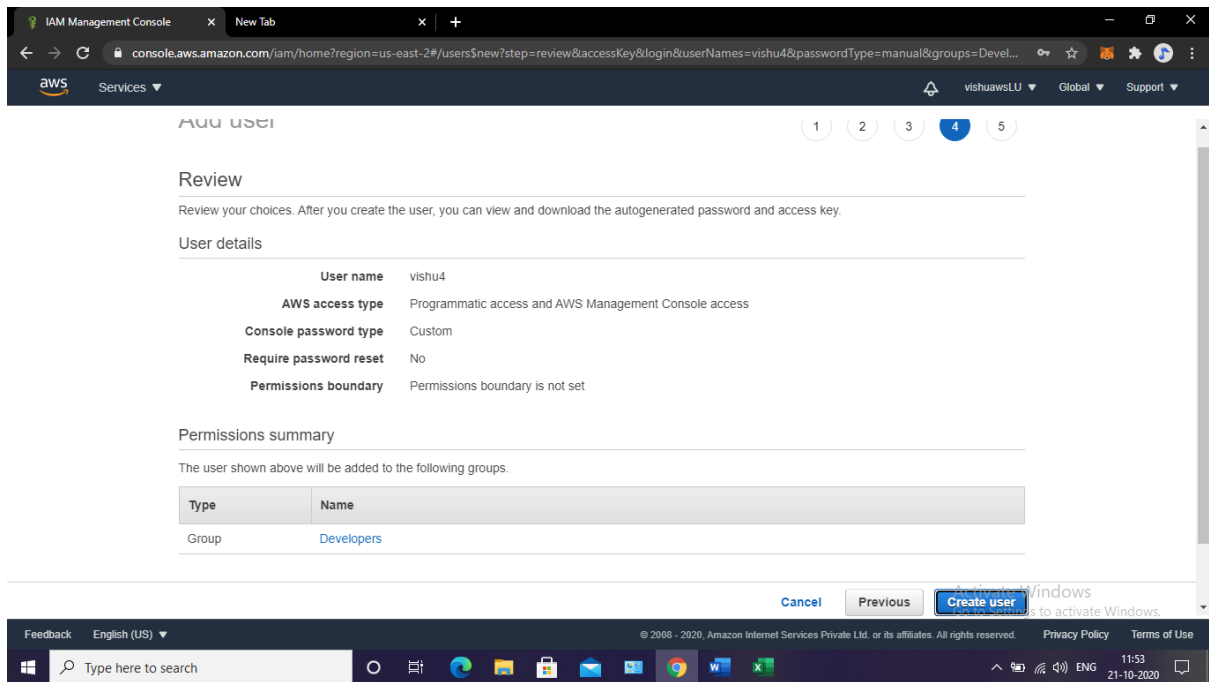 IAM Management Console
New Tab
console.aws.amazon.com/iam/home?region=us-east-2#/users$new?step=review&accessKey&login&userNames=vishu4&passwordType=manual&groups=Devel...
aws Services vishuawsLU Global Support
Add user 1 2 3 4 5
Review
Review your choices. After you create the user, you can view and download the autogenerated password and access key.
User details
User name vishu4
AWS access type Programmatic access and AWS Management Console access
Console password type Custom
Require password reset No
Permissions boundary Permissions boundary is not set
Permissions summary
The user shown above will be added to the following groups.
Type Name
Group Developers
Activate Windows
Cancel Previous Create user
Go to Settings to activate Windows.
Feedback English (US) © 2008 - 2020, Amazon Internet Services Private Ltd. or its affiliates. All rights reserved. Privacy Policy Terms of Use
Type here to search ENG 11:53
21-10-2020